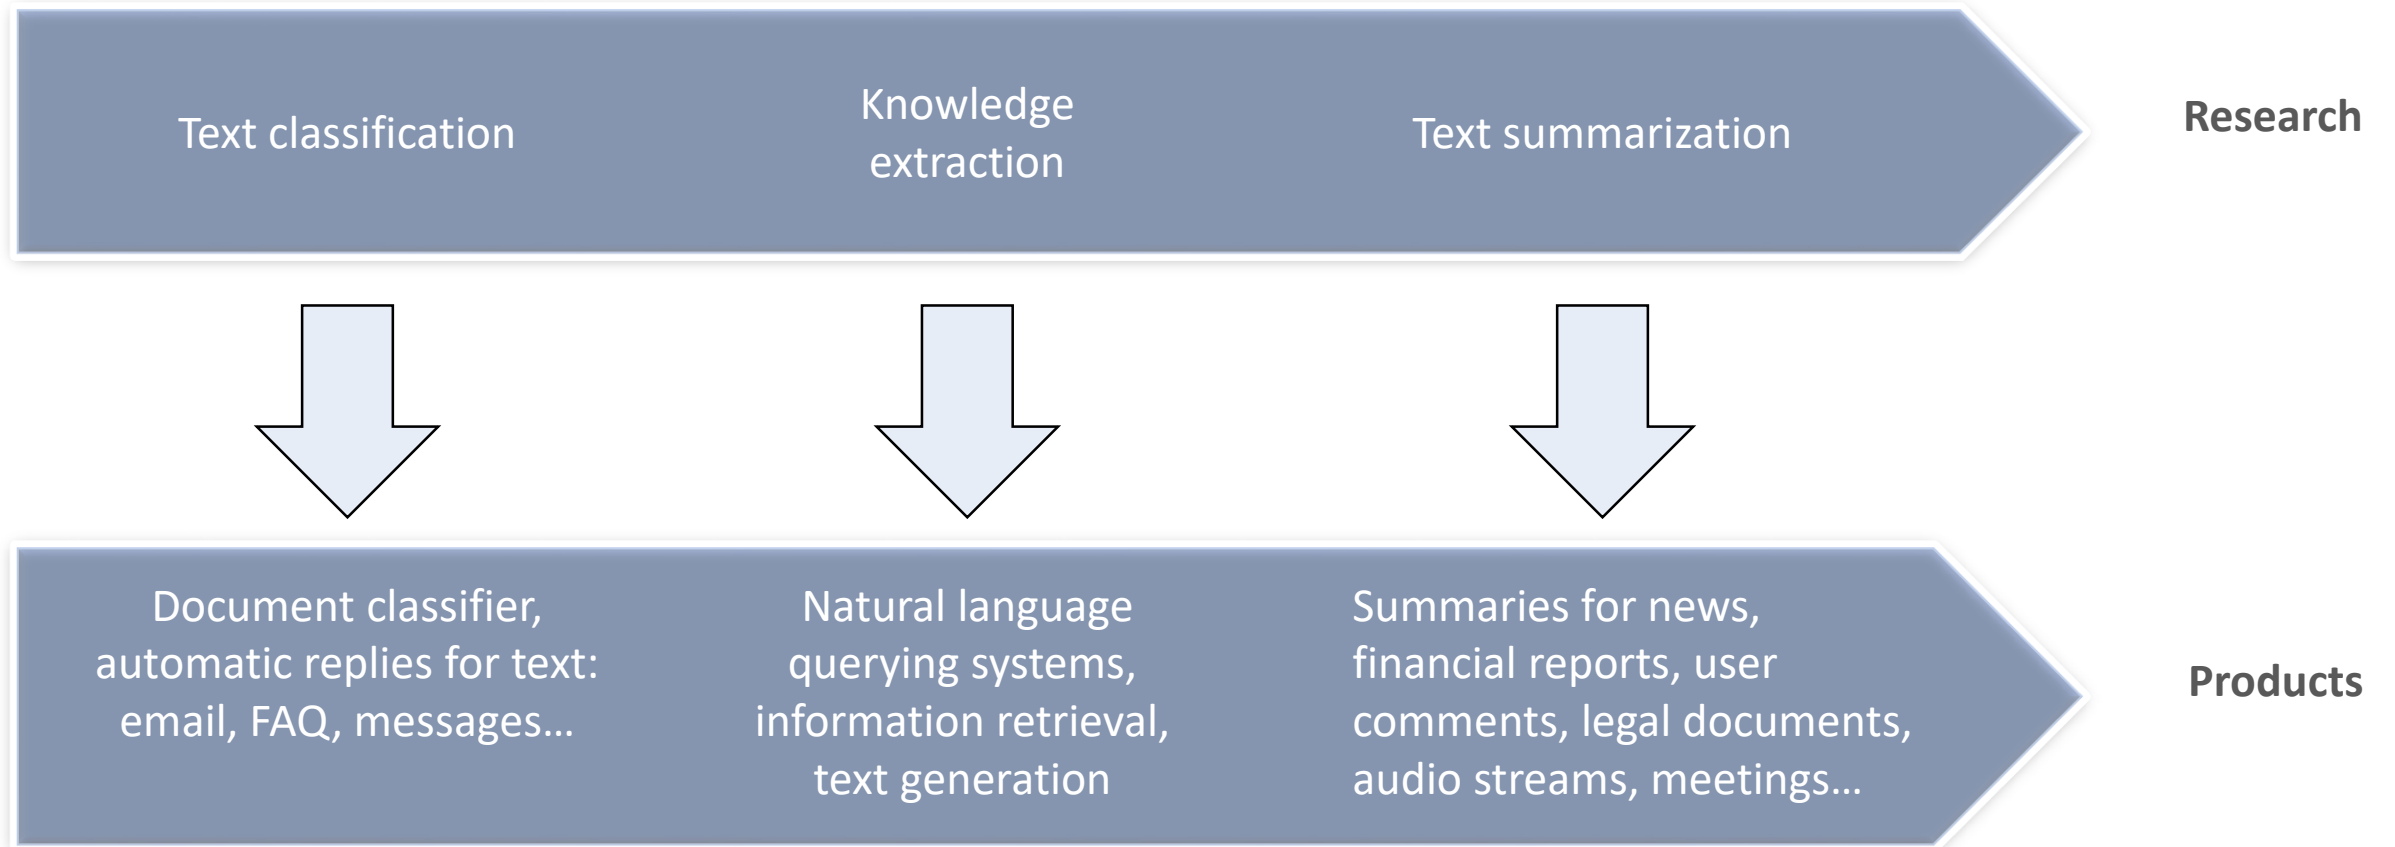 Text classification
Knowledge
extraction
Text summarization
Research
Document classifier,
automatic replies for text:
email, FAQ, messages…
Natural language
querying systems,
information retrieval,
text generation
Summaries for news,
financial reports, user
comments, legal documents,
audio streams, meetings…
Products